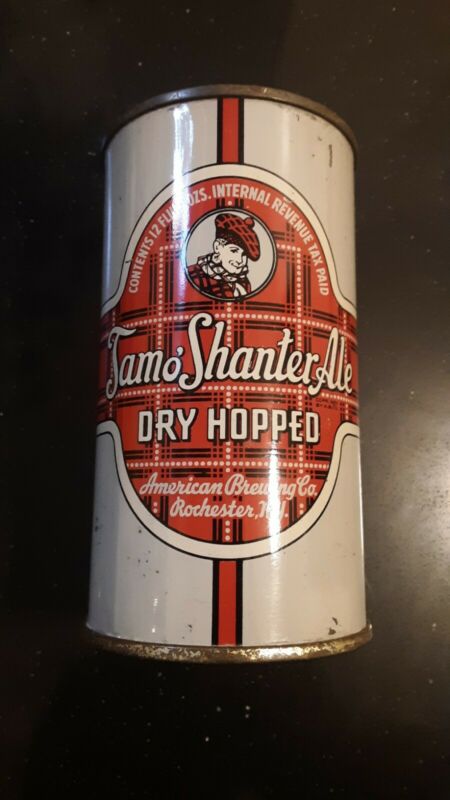 CONTENTS 12 FLUID OZS. INTERNAL REVENUE TAX PAID
Tam o' Shanter Ale
DRY HOPPED
American Brewing Co.
Rochester, N.Y.